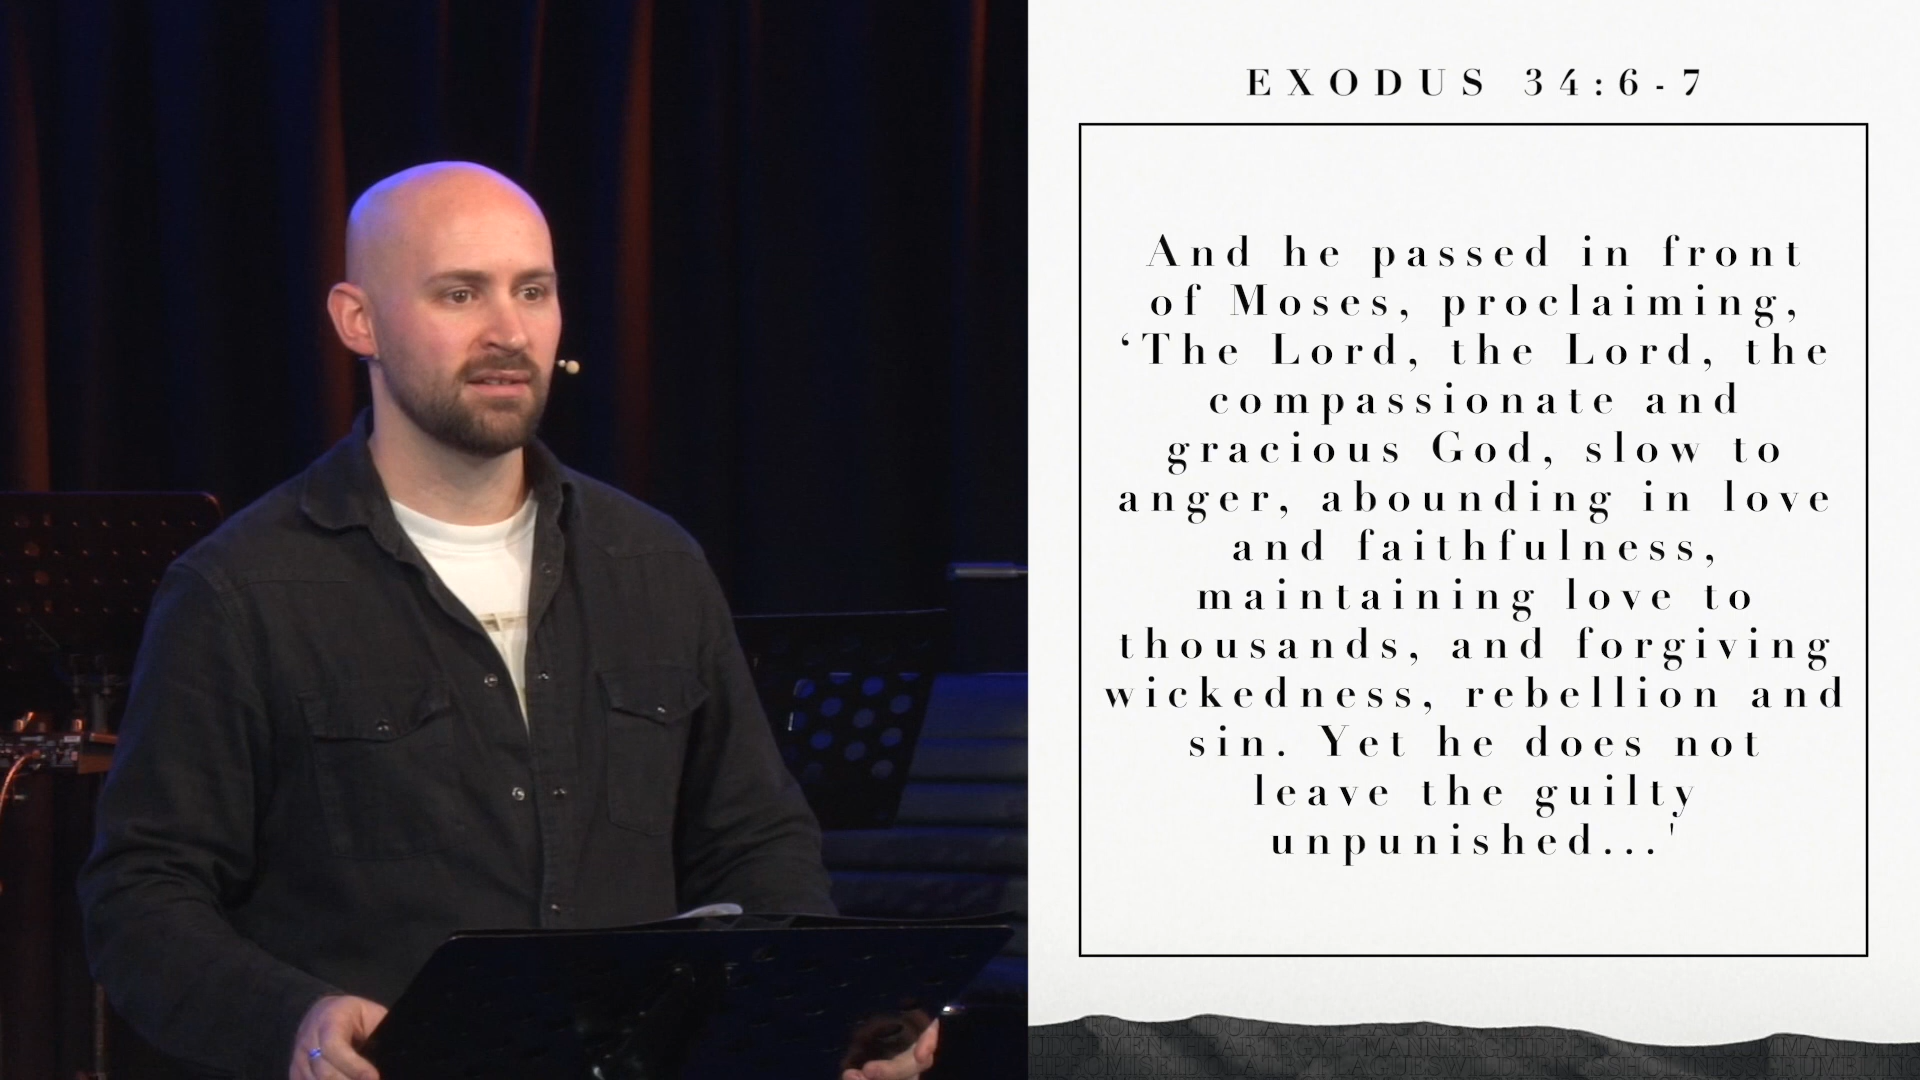 EXODUS 34:6-7
And he passed in front
of Moses, proclaiming,
‘The Lord, the Lord, the
compassionate and
gracious God, slow to
anger, abounding in love
and faithfulness,
maintaining love to
thousands, and forgiving
wickedness, rebellion and
sin. Yet he does not
leave the guilty
unpunished...'